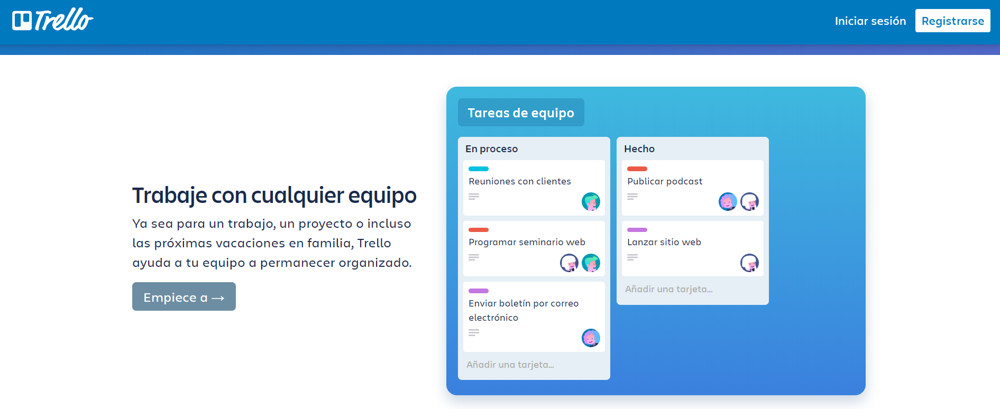 Trello
Iniciar sesión
Registrarse
Trabaje con cualquier equipo
Ya sea para un trabajo, un proyecto o incluso
las próximas vacaciones en familia, Trello
ayuda a tu equipo a permanecer organizado.
Empiece a →
Tareas de equipo
En proceso
Reuniones con clientes
Programar seminario web
Enviar boletín por correo
electrónico
Añadir una tarjeta...
Hecho
Publicar podcast
Lanzar sitio web
Añadir una tarjeta...